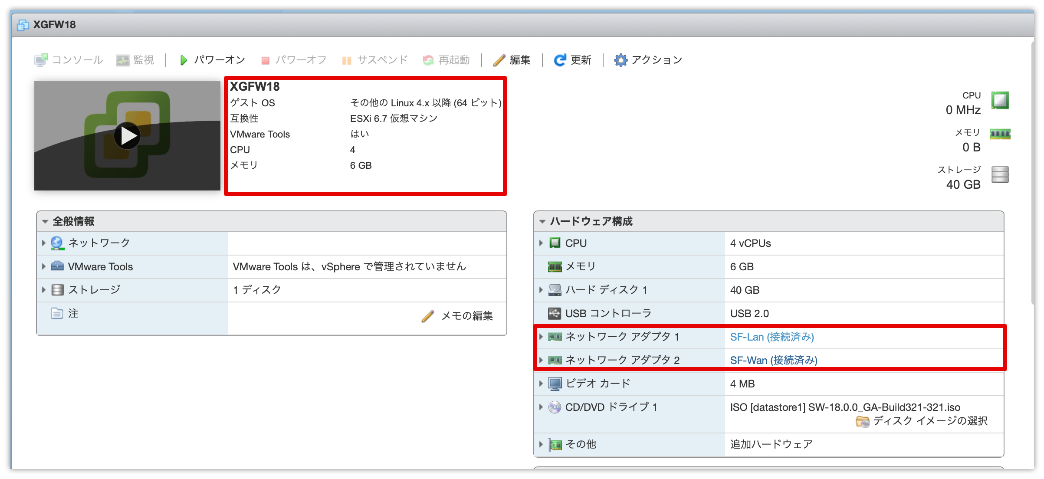 XGFW18
コンソール 監視 パワーオン パワーオフ サスペンド 再起動 編集 更新 アクション
XGFW18
ゲスト OS その他の Linux 4.x 以降 (64 ビット)
互換性 ESXi 6.7 仮想マシン
VMware Tools はい
CPU 4
メモリ 6 GB
CPU
0 MHz
メモリ
0 B
ストレージ
40 GB
全般情報
ネットワーク
VMware Tools VMware Tools は、vSphere で管理されていません
ストレージ 1 ディスク
注 メモの編集
ハードウェア構成
CPU 4 vCPUs
メモリ 6 GB
ハード ディスク 1 40 GB
USB コントローラ USB 2.0
ネットワーク アダプタ 1 SF-Lan (接続済み)
ネットワーク アダプタ 2 SF-Wan (接続済み)
ビデオ カード 4 MB
CD/DVD ドライブ 1 ISO [datastore1] SW-18.0.0_GA-Build321-321.iso
ディスク イメージの選択
その他 追加ハードウェア